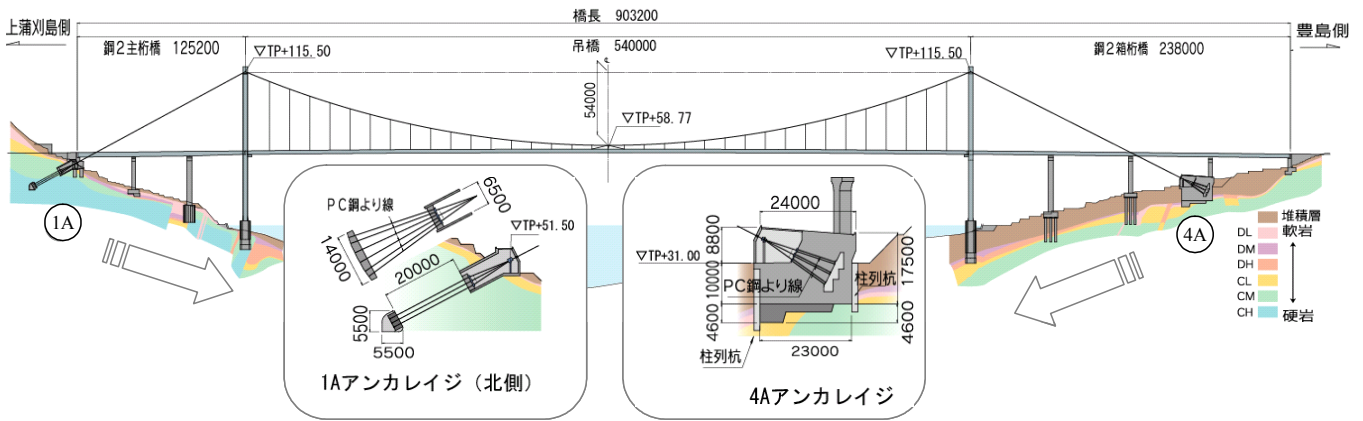 橋長 903200
上蒲刈島側
豊島側
鋼2主桁橋 125200
吊橋 540000
鋼2箱桁橋 238000
▽TP+115.50
▽TP+115.50
54000
▽TP+58.77
1A
4A
PC鋼より線
6500
14000
▽TP+51.50
20000
5500
5500
1Aアンカレイジ（北側）
24000
8800
17500
▽TP+31.00
10000
PC鋼より線
柱列杭
4600
4600
柱列杭
23000
4Aアンカレイジ
堆積層
DL 軟岩
DM
DH
CL
CM
CH 硬岩